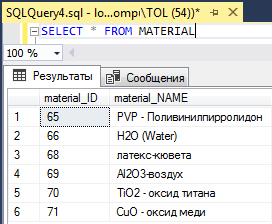 SQLQuery4.sql - lo...omp\TOL (54))*
SELECT * FROM MATERIAL
100 %
Результаты
Сообщения
material_ID material_NAME
1 65 PVP - Поливинилпирролидон
2 66 H2O (Water)
3 68 латекс-кювета
4 69 Al2O3-воздух
5 70 TiO2 - оксид титана
6 71 CuO - оксид меди